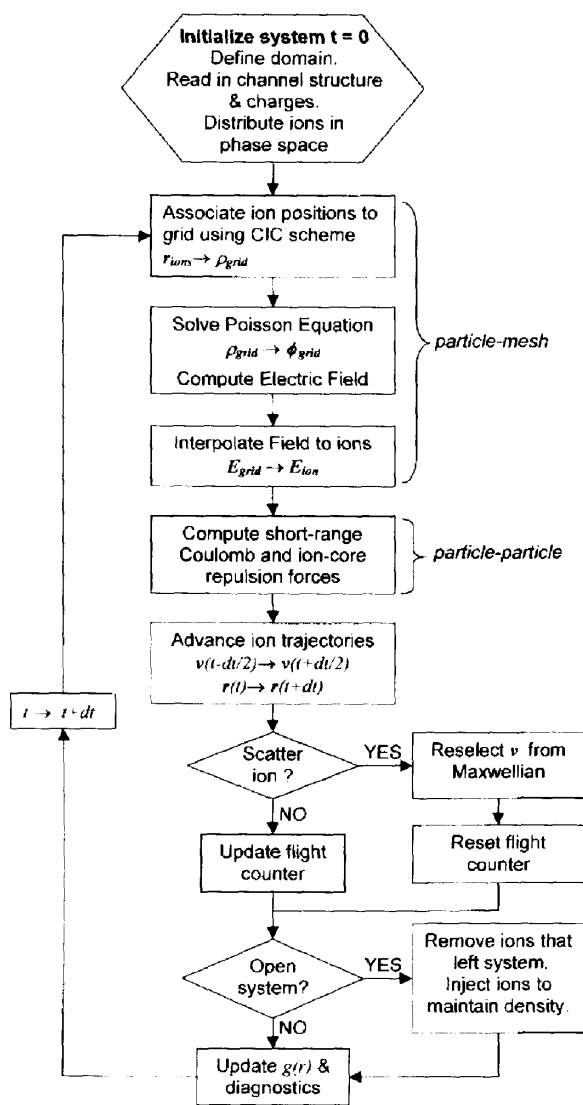 Initialize system t = 0
Define domain.
Read in channel structure
& charges.
Distribute ions in
phase space
Associate ion positions to
grid using CIC scheme
r_ions → ρ_grid
Solve Poisson Equation
ρ_grid → ϕ_grid
Compute Electric Field
particle-mesh
Interpolate Field to ions
E_grid → E_ion
Compute short-range
Coulomb and ion-core
repulsion forces
particle-particle
Advance ion trajectories
v(t-dt/2) → v(t+dt/2)
r(t) → r(t+dt)
t → t+dt
Scatter
ion ?
YES
Reselect v from
Maxwellian
NO
Update flight
counter
Reset flight
counter
Open
system?
YES
Remove ions that
left system.
Inject ions to
maintain density.
NO
Update g(r) &
diagnostics